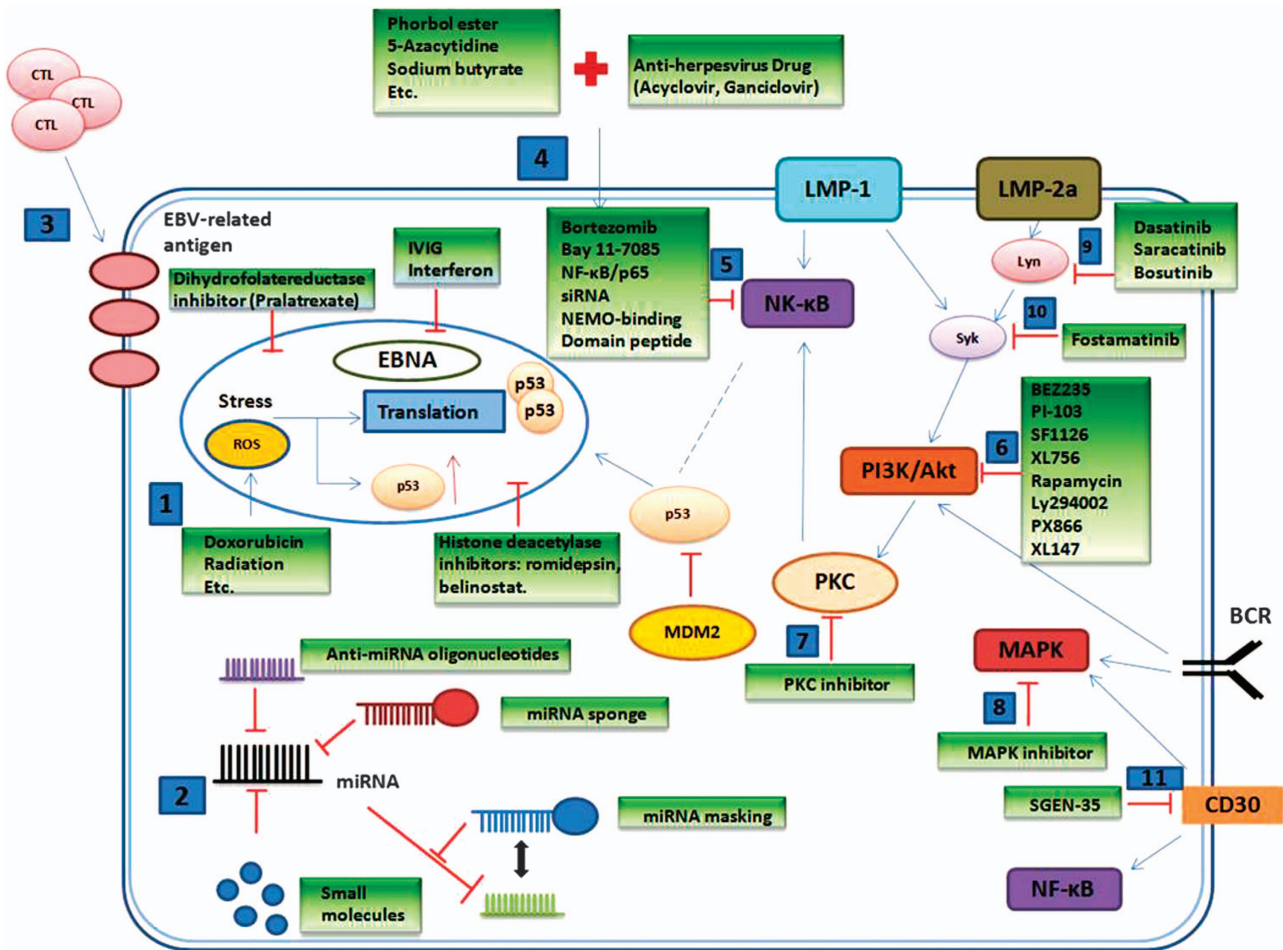 Phorbol ester
5-Azacytidine
Sodium butyrate
Etc.
Anti-herpesvirus Drug
(Acyclovir, Ganciclovir)
CTL
CTL
CTL
4
3
EBV-related
antigen
LMP-1
LMP-2a
Dihydrofolatereductase
inhibitor (Pralatrexate)
IVIG
Interferon
Bortezomib
Bay 11-7085
NF-κB/p65
siRNA
NEMO-binding
Domain peptide
5
NK-κB
Lyn
9
Dasatinib
Saracatinib
Bosutinib
Syk
10
Fostamatinib
EBNA
Translation
p53
p53
Stress
ROS
p53
1
Doxorubicin
Radiation
Etc.
Histone deacetylase
inhibitors: romidepsin,
belinostat.
p53
MDM2
PI3K/Akt
6
BEZ235
PI-103
SF1126
XL756
Rapamycin
Ly294002
PX866
XL147
PKC
7
PKC inhibitor
BCR
MAPK
8
MAPK inhibitor
SGEN-35
11
CD30
NF-κB
Anti-miRNA oligonucleotides
miRNA sponge
2
miRNA
miRNA masking
Small
molecules